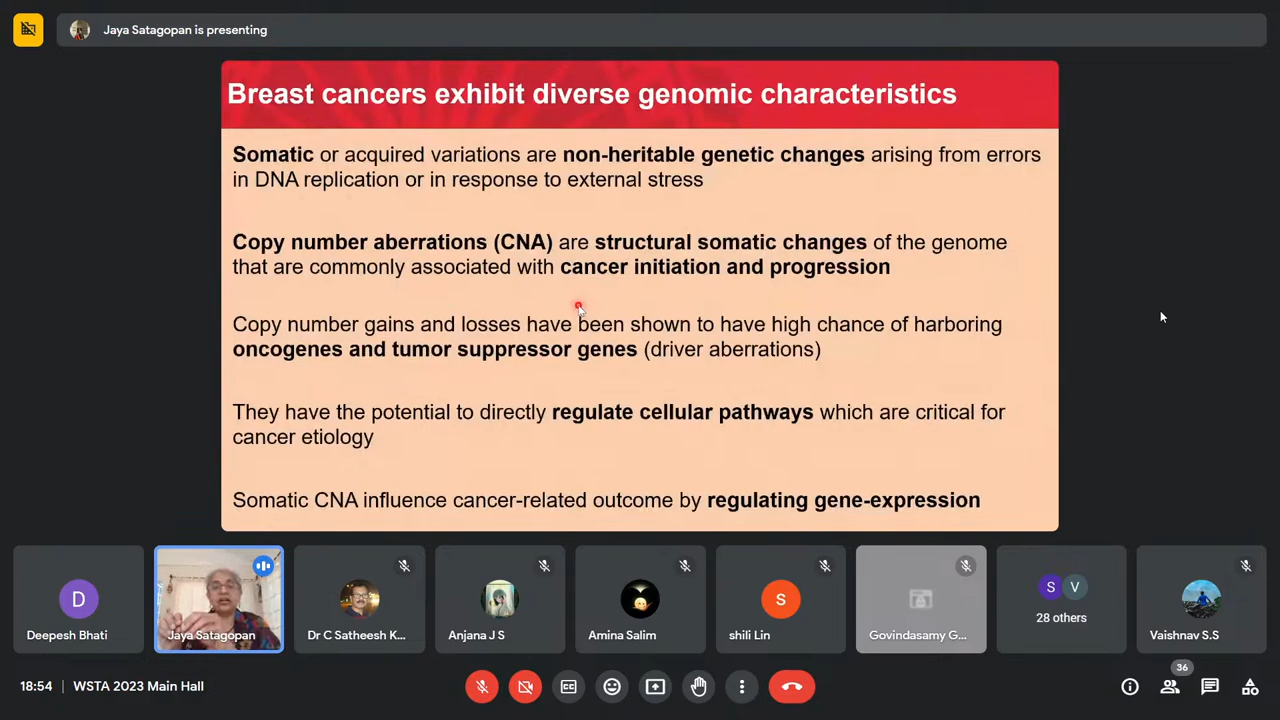 Jaya Satagopan is presenting
Breast cancers exhibit diverse genomic characteristics
Somatic or acquired variations are non-heritable genetic changes arising from errors
in DNA replication or in response to external stress
Copy number aberrations (CNA) are structural somatic changes of the genome
that are commonly associated with cancer initiation and progression
Copy number gains and losses have been shown to have high chance of harboring
oncogenes and tumor suppressor genes (driver aberrations)
They have the potential to directly regulate cellular pathways which are critical for
cancer etiology
Somatic CNA influence cancer-related outcome by regulating gene-expression
D
S
S V
28 others
Deepesh Bhati
Jaya Satagopan
Dr C Satheesh K...
Anjana J S
Amina Salim
shili Lin
Govindasamy G...
Vaishnav S.S
18:54 | WSTA 2023 Main Hall
36